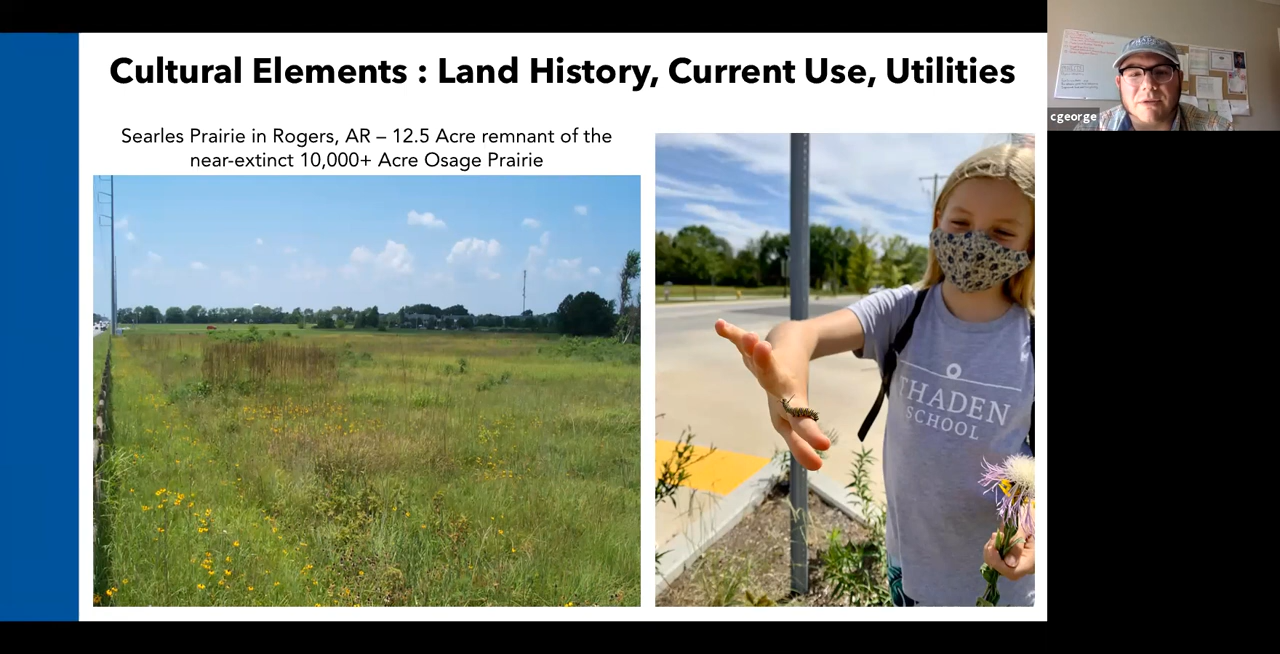 Cultural Elements : Land History, Current Use, Utilities
Searles Prairie in Rogers, AR – 12.5 Acre remnant of the
near-extinct 10,000+ Acre Osage Prairie
THADEN
SCHOOL
cgeorge